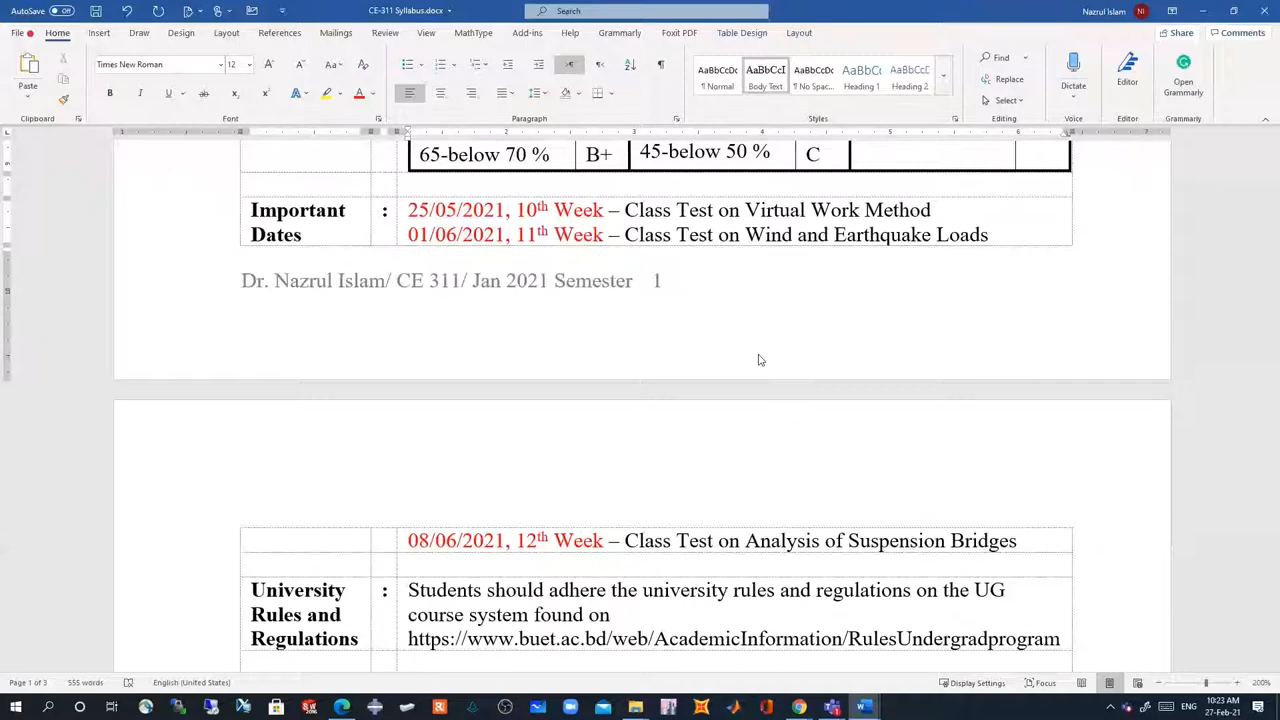 AutoSave Off
CE-311 Syllabus.docx
Search
Nazrul Islam NI
File Home Insert Draw Design Layout References Mailings Review View MathType Add-ins Help Grammarly Foxit PDF Table Design Layout
Share Comments
Paste
Clipboard
Times New Roman 12
Font
Paragraph
AaBbCcDc AaBbCcI AaBbCcDc AaBbCc AaBbCcD
¶ Normal Body Text ¶ No Spac... Heading 1 Heading 2
Styles
Find
Replace
Select
Editing
Dictate
Voice
Editor
Editor
Open Grammarly
Grammarly
65-below 70 % B+ 45-below 50 % C
Important : 25/05/2021, 10th Week – Class Test on Virtual Work Method
Dates 01/06/2021, 11th Week – Class Test on Wind and Earthquake Loads
Dr. Nazrul Islam/ CE 311/ Jan 2021 Semester 1
08/06/2021, 12th Week – Class Test on Analysis of Suspension Bridges
University : Students should adhere the university rules and regulations on the UG
Rules and course system found on
Regulations https://www.buet.ac.bd/web/AcademicInformation/RulesUndergradprogram
Page 1 of 3 555 words English (United States) Display Settings Focus 200%
10:23 AM
27-Feb-21